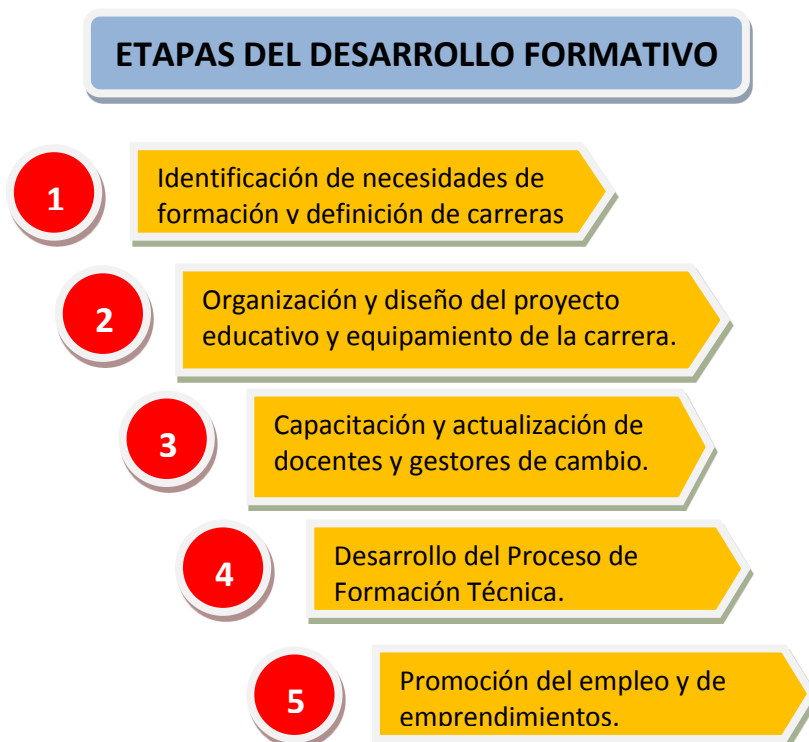 ETAPAS DEL DESARROLLO FORMATIVO
1
Identificación de necesidades de
formación y definición de carreras
2
Organización y diseño del proyecto
educativo y equipamiento de la carrera.
3
Capacitación y actualización de
docentes y gestores de cambio.
4
Desarrollo del Proceso de
Formación Técnica.
5
Promoción del empleo y de
emprendimientos.